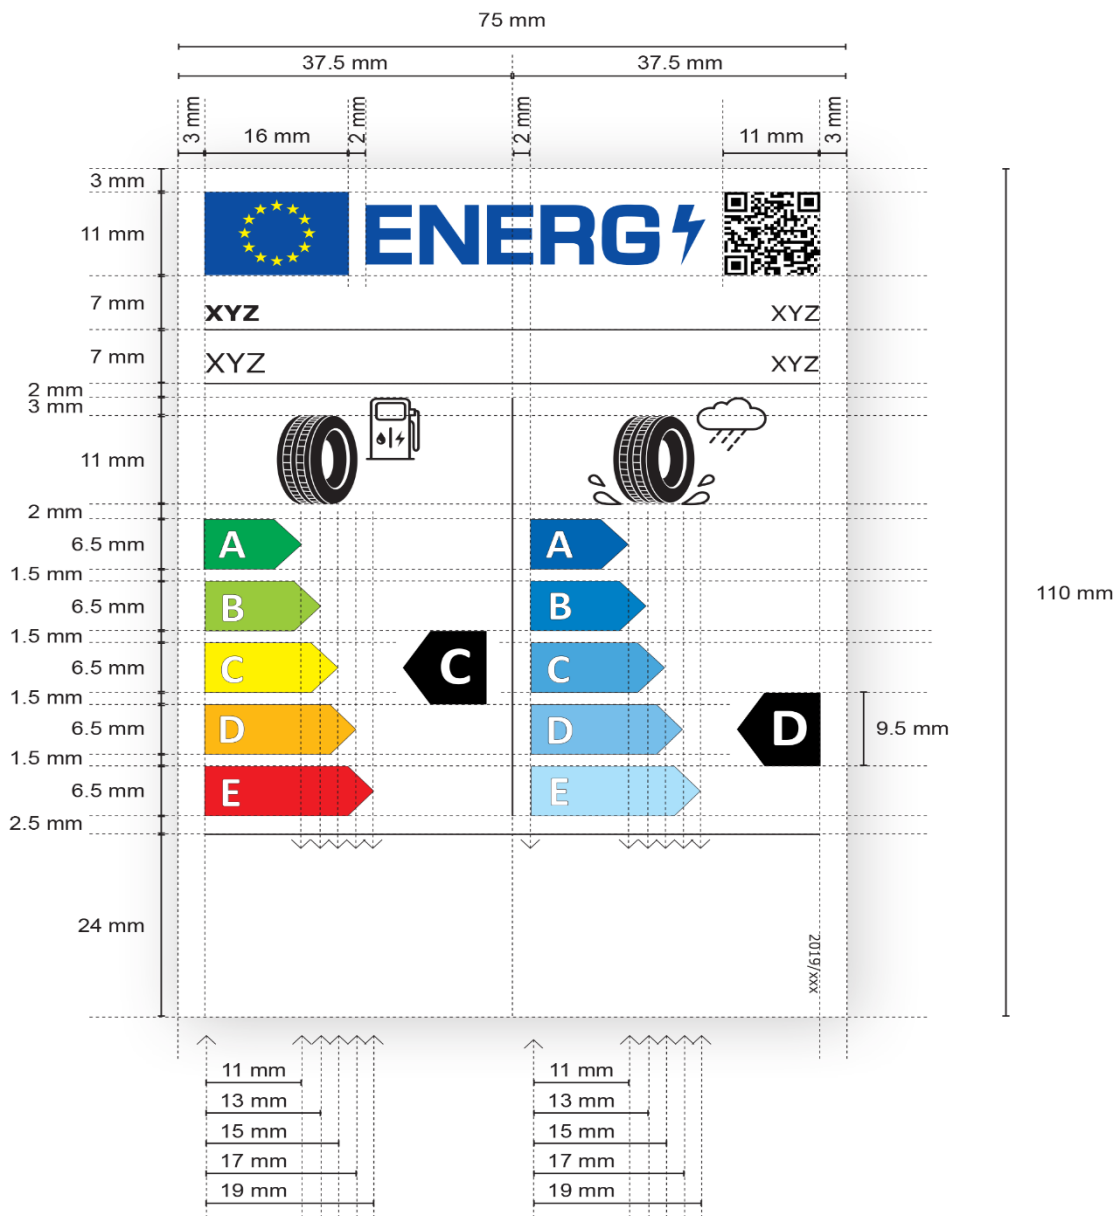 75 mm
37.5 mm 37.5 mm
3 mm 16 mm 2 mm 2 mm 11 mm 3 mm
3 mm
11 mm ENERG
7 mm XYZ XYZ
7 mm XYZ XYZ
2 mm
3 mm
11 mm
2 mm
6.5 mm A A
1.5 mm
110 mm
6.5 mm B B
1.5 mm
6.5 mm C C C
1.5 mm
6.5 mm D D D 9.5 mm
1.5 mm
6.5 mm E E
2.5 mm
24 mm
2019/xxx
11 mm 11 mm
13 mm 13 mm
15 mm 15 mm
17 mm 17 mm
19 mm 19 mm